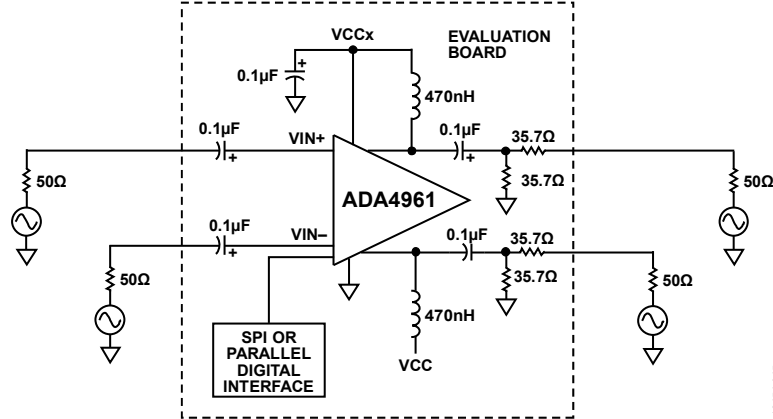 VCCx
EVALUATION
BOARD
0.1µF
+
470nH
0.1µF
+
VIN+
0.1µF
+
35.7Ω
35.7Ω
50Ω
50Ω
ADA4961
0.1µF
+
VIN–
0.1µF
+
35.7Ω
35.7Ω
50Ω
50Ω
470nH
VCC
SPI OR
PARALLEL
DIGITAL
INTERFACE